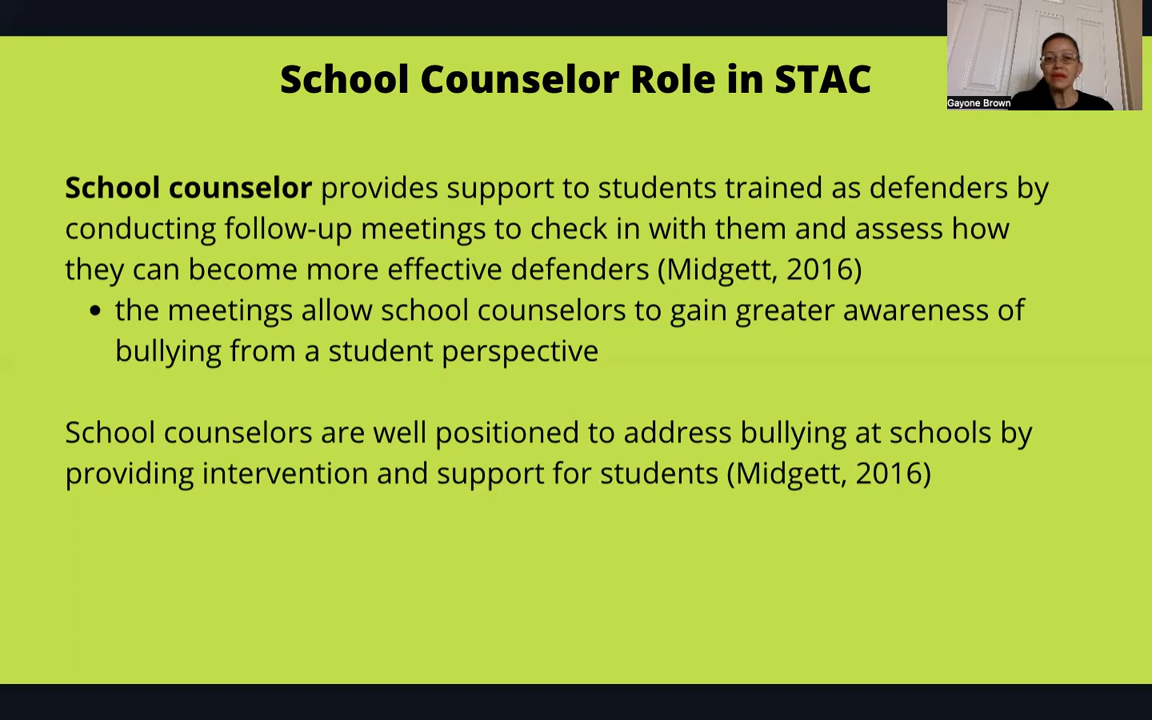 School Counselor Role in STAC
Gayone Brown
School counselor provides support to students trained as defenders by
conducting follow-up meetings to check in with them and assess how
they can become more effective defenders (Midgett, 2016)
• the meetings allow school counselors to gain greater awareness of
bullying from a student perspective
School counselors are well positioned to address bullying at schools by
providing intervention and support for students (Midgett, 2016)